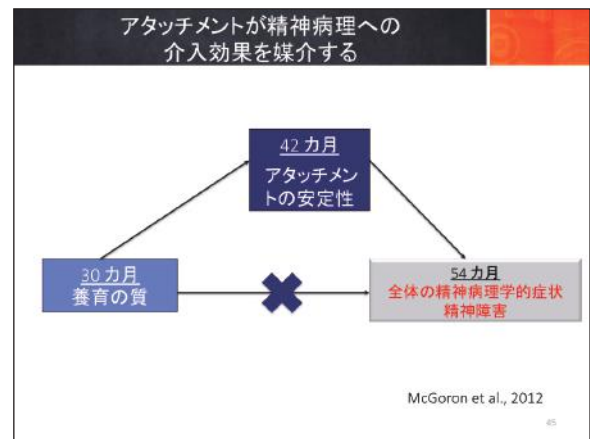 アタッチメントが精神病理への
介入効果を媒介する
42 カ月
アタッチメン
トの安定性
30 カ月
養育の質
54 カ月
全体の精神病理学的症状
精神障害
McGoron et al., 2012
45